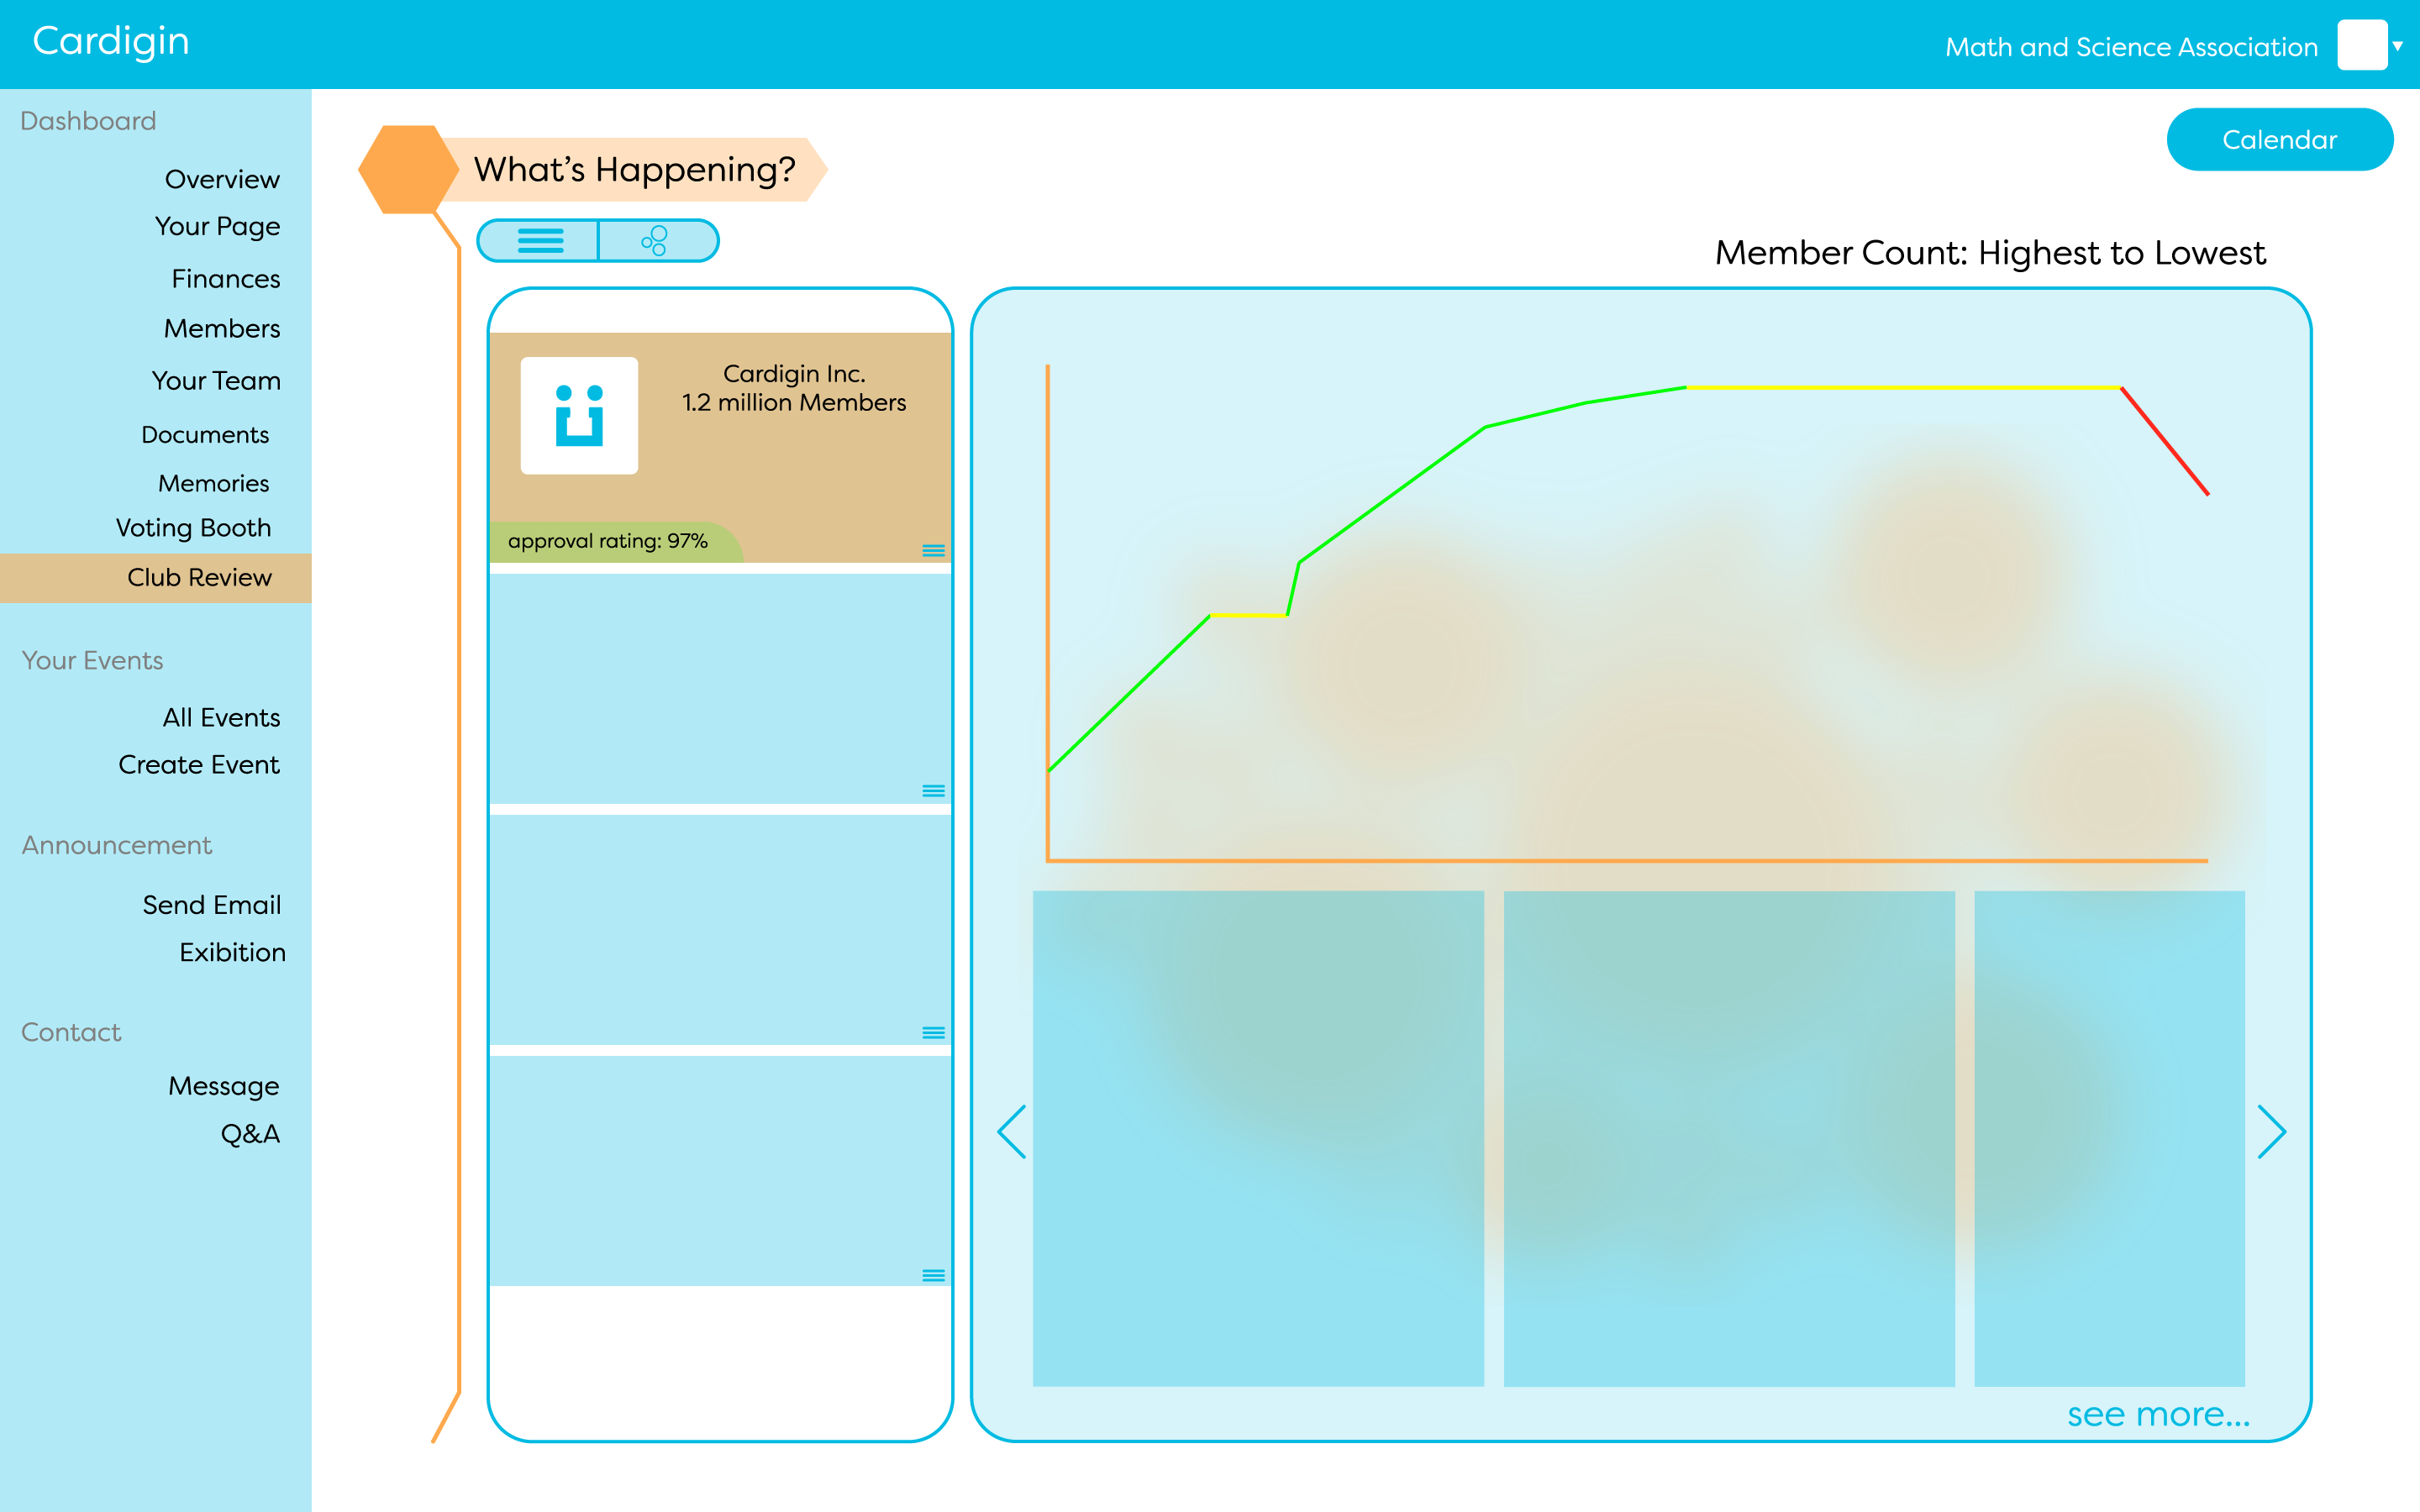 Cardigin
Math and Science Association
Dashboard
Overview
Your Page
Finances
Members
Your Team
Documents
Memories
Voting Booth
Club Review
Your Events
All Events
Create Event
Announcement
Send Email
Exibition
Contact
Message
Q&A
What's Happening?
Calendar
Member Count: Highest to Lowest
Cardigin Inc.
1.2 million Members
approval rating: 97%
see more...